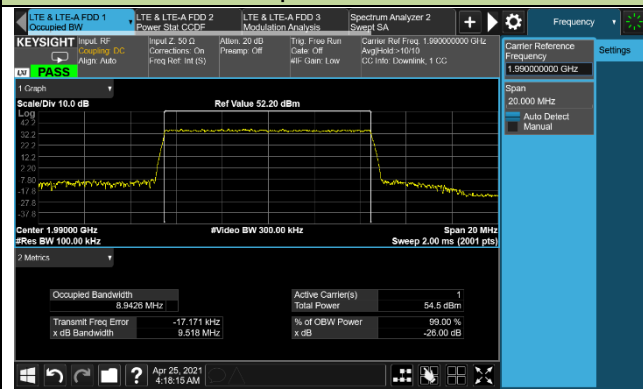 LTE & LTE-A FDD 1
Occupied BW
LTE & LTE-A FDD 2
Power Stat CCDF
LTE & LTE-A FDD 3
Modulation Analysis
Spectrum Analyzer 2
Swept SA
Frequency
KEYSIGHT
Input: RF
Coupling: DC
Align: Auto
Input Z: 50 Ω
Corrections: On
Freq Ref: Int (S)
Atten: 20 dB
Preamp: Off
Trig: Free Run
Gate: Off
#IF Gain: Low
Carrier Ref Freq: 1.990000000 GHz
Avg|Hold:>10/10
CC Info: Downlink, 1 CC
LXI
PASS
Carrier Reference
Frequency
1.990000000 GHz
Span
20.000 MHz
Auto Detect
Manual
Settings
1 Graph
Scale/Div 10.0 dB
Ref Value 52.20 dBm
Log
42.2
32.2
22.2
12.2
2.20
-7.80
-17.8
-27.8
-37.8
Center 1.99000 GHz
#Video BW 300.00 kHz
Span 20 MHz
#Res BW 100.00 kHz
Sweep 2.00 ms (2001 pts)
2 Metrics
Occupied Bandwidth
8.9426 MHz
Transmit Freq Error
-17.171 kHz
x dB Bandwidth
9.518 MHz
Active Carrier(s)
1
Total Power
54.5 dBm
% of OBW Power
99.00 %
x dB
-26.00 dB
Apr 25, 2021
4:18:15 AM